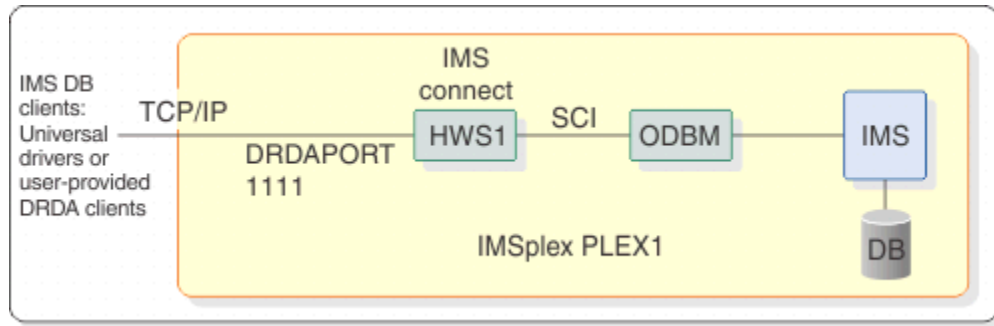 IMS DB
clients:
Universal
drivers or
user-provided
DRDA clients
TCP/IP
DRDAPORT
1111
IMS
connect
HWS1
SCI
ODBM
IMS
DB
IMSplex PLEX1